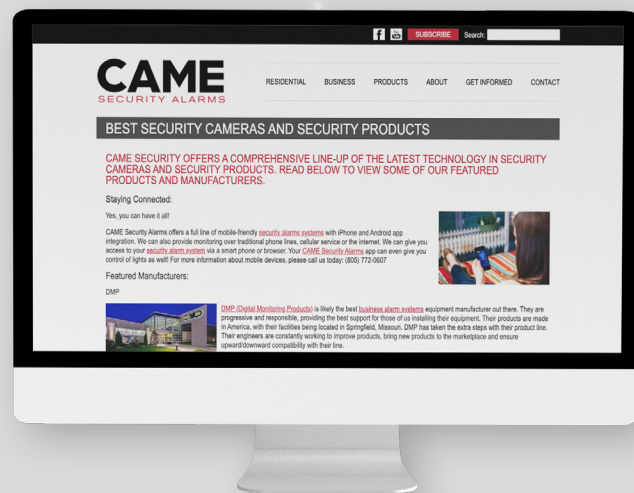 SUBSCRIBE Search:
CAME
SECURITY ALARMS
RESIDENTIAL BUSINESS PRODUCTS ABOUT GET INFORMED CONTACT
BEST SECURITY CAMERAS AND SECURITY PRODUCTS
CAME SECURITY OFFERS A COMPREHENSIVE LINE-UP OF THE LATEST TECHNOLOGY IN SECURITY
CAMERAS AND SECURITY PRODUCTS. READ BELOW TO VIEW SOME OF OUR FEATURED
PRODUCTS AND MANUFACTURERS.
Staying Connected:
Yes, you can have it all!
CAME Security Alarms offers a full line of mobile-friendly security alarms systems with iPhone and Android app
integration. We can also provide monitoring over traditional phone lines, cellular service or the internet. We can give you
access to your security alarm system via a smart phone or browser. Your CAME Security Alarms app can even give you
control of lights as well! For more information about mobile devices, please call us today: (805) 772-0607
Featured Manufacturers:
DMP
DMP (Digital Monitoring Products) is likely the best business alarm systems equipment manufacturer out there. They are
progressive and responsible, providing the best support for those of us installing their equipment. Their products are made
in America, with their facilities being located in Springfield, Missouri. DMP has taken the extra steps with their product line.
Their engineers are constantly working to improve products, bring new products to the marketplace and ensure
upward/downward compatibility with their line.